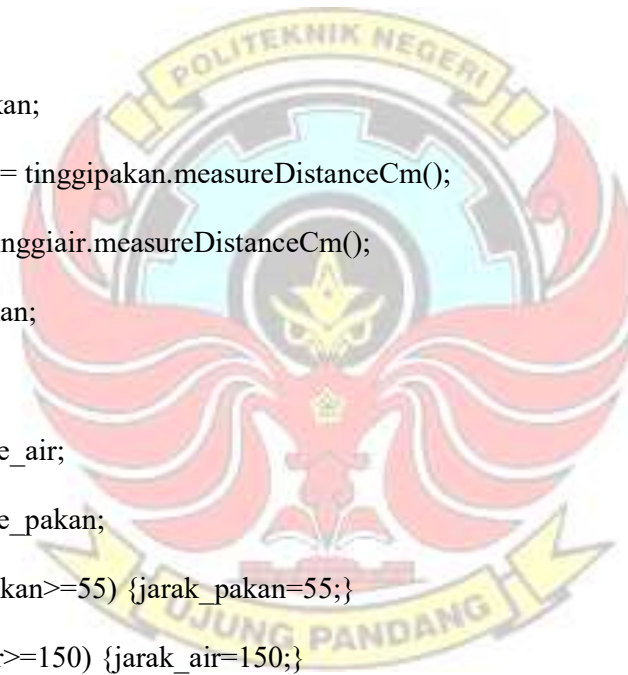 POLITEKNIK NEGERI
kan;
= tinggipakan.measureDistanceCm();
nggiair.measureDistanceCm();
an;
e_air;
e_pakan;
kan>=55) {jarak_pakan=55;}
r>=150) {jarak_air=150;}
UJUNG PANDANG